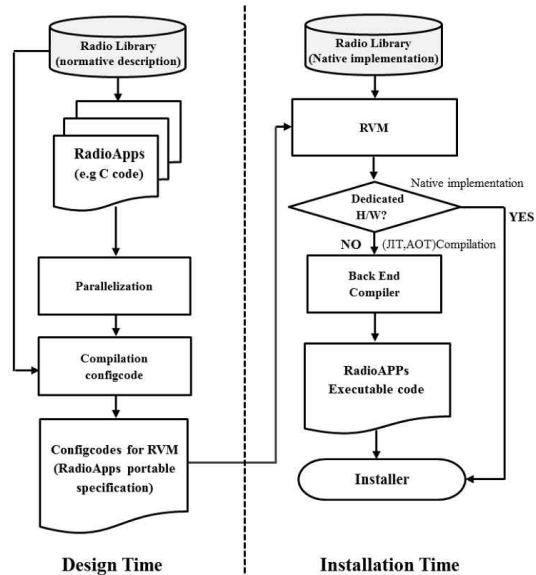 Radio Library
(normative description)
RadioApps
(e.g C code)
Parallelization
Compilation
configcode
Configcodes for RVM
(RadioApps portable
specification)
Design Time
Radio Library
(Native implementation)
RVM
Native implementation
Dedicated
H/W?
YES
NO
(JIT,AOT)Compilation
Back End
Compiler
RadioAPPs
Executable code
Installer
Installation Time